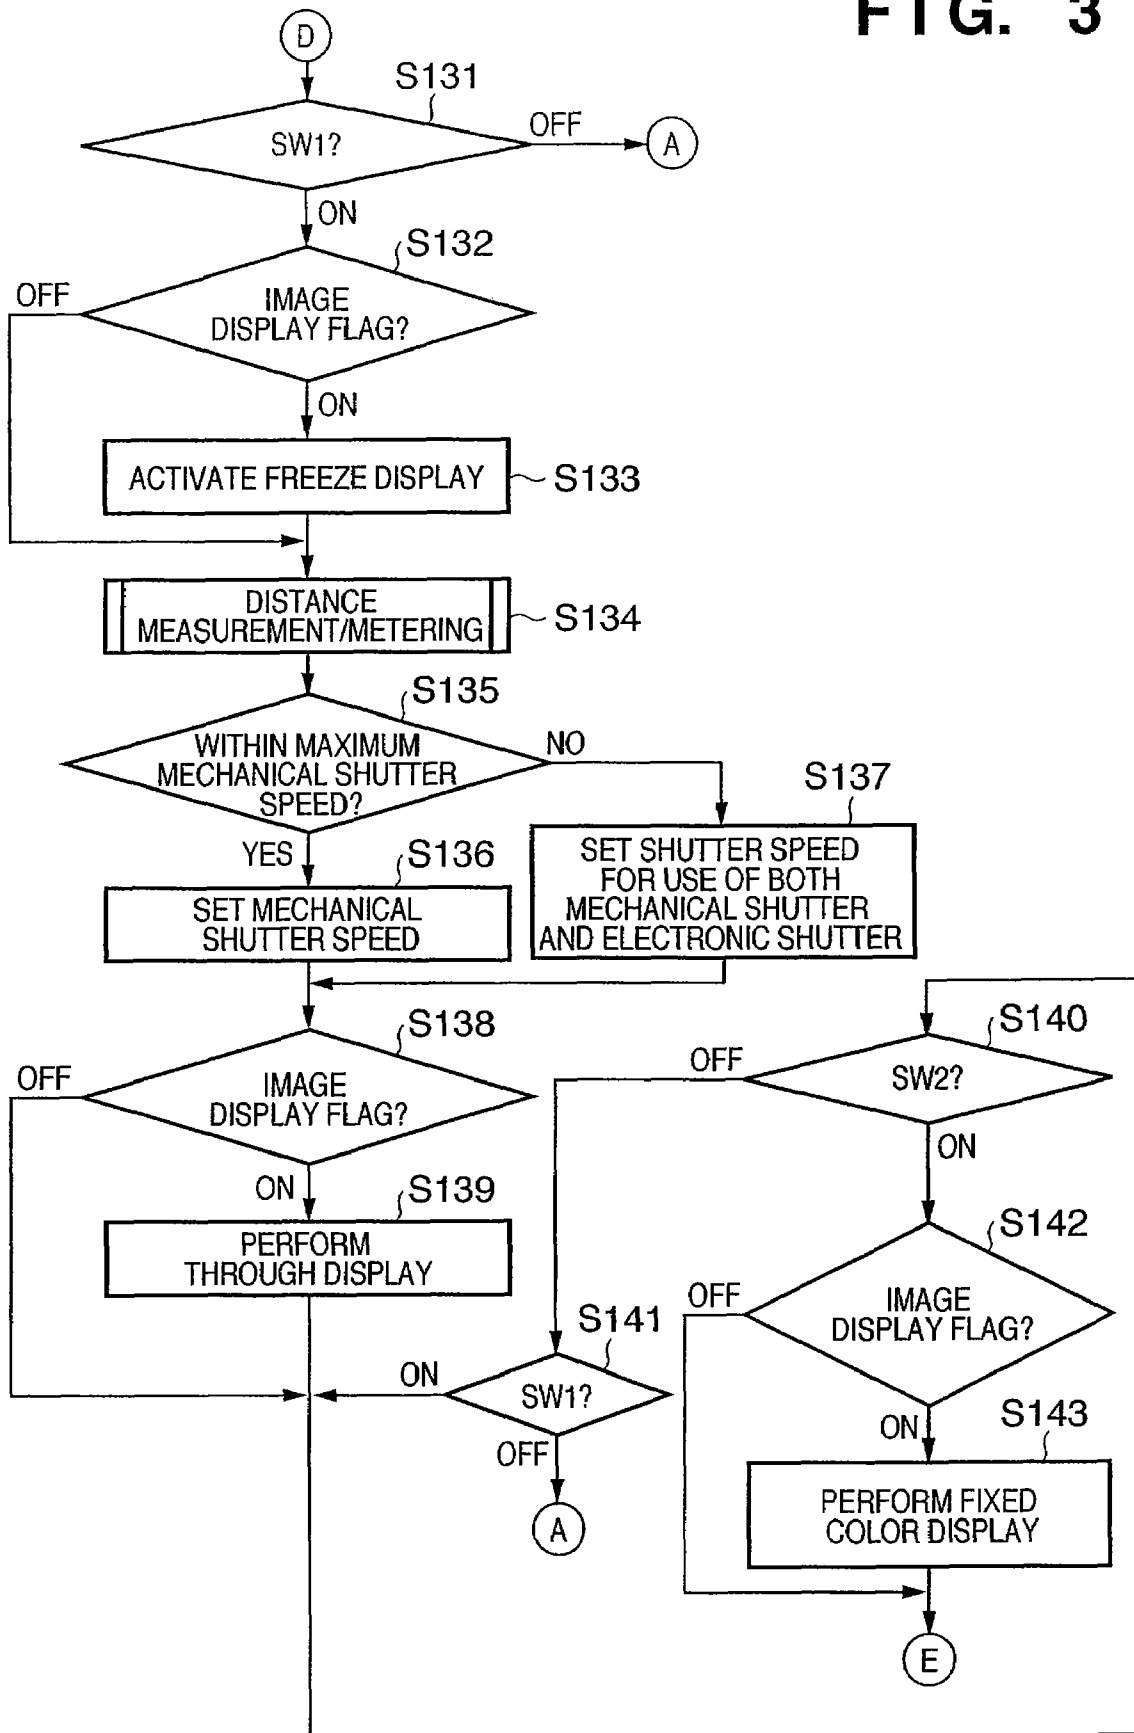 FIG. 3
D
S131
SW1?
OFF
A
ON
S132
OFF
IMAGE
DISPLAY FLAG?
ON
ACTIVATE FREEZE DISPLAY
S133
DISTANCE
MEASUREMENT/METERING
S134
S135
WITHIN MAXIMUM
MECHANICAL SHUTTER
SPEED?
NO
YES
S136
SET MECHANICAL
SHUTTER SPEED
S137
SET SHUTTER SPEED
FOR USE OF BOTH
MECHANICAL SHUTTER
AND ELECTRONIC SHUTTER
S138
OFF
IMAGE
DISPLAY FLAG?
ON
S139
PERFORM
THROUGH DISPLAY
S140
OFF
SW2?
ON
S141
ON
SW1?
OFF
A
S142
OFF
IMAGE
DISPLAY FLAG?
ON
S143
PERFORM FIXED
COLOR DISPLAY
E